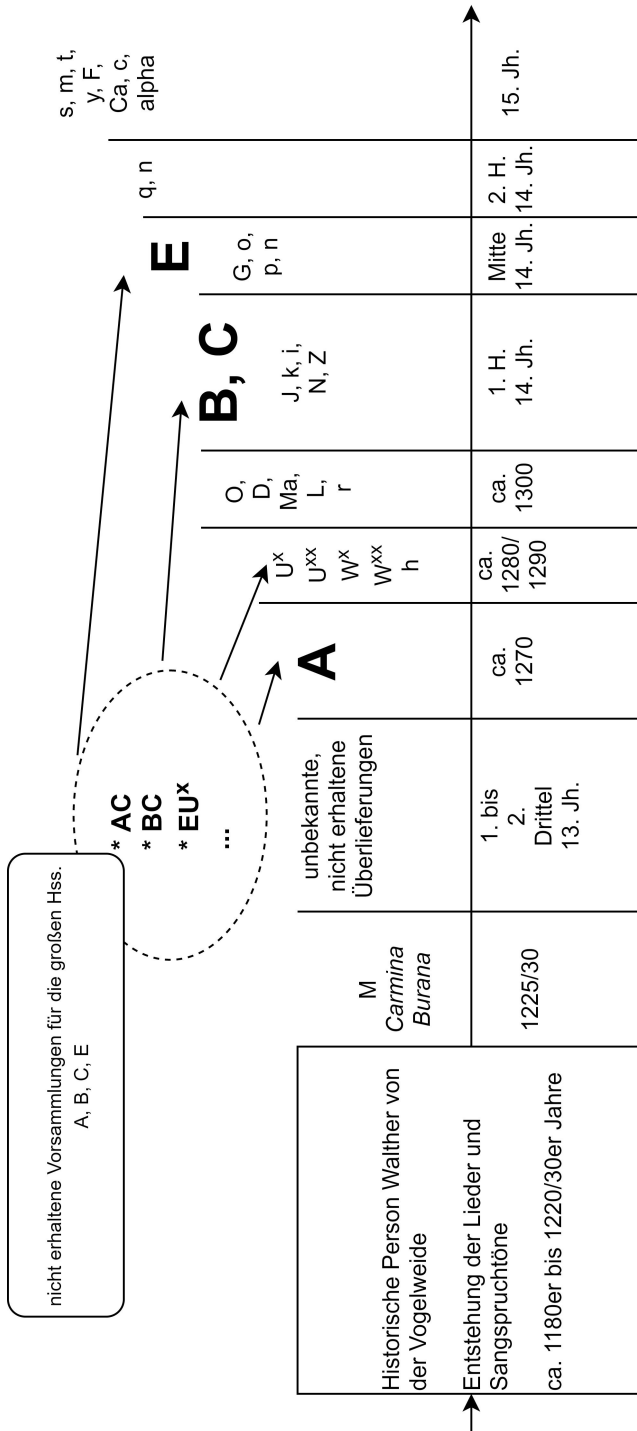 nicht erhaltene Vorsammlungen für die großen Hss.
A, B, C, E
* AC
* BC
* EUˣ
...
Historische Person Walther von
der Vogelweide
Entstehung der Lieder und
Sangspruchtöne
ca. 1180er bis 1220/30er Jahre
M
Carmina
Burana
1225/30
unbekannte,
nicht erhaltene
Überlieferungen
1. bis
2.
Drittel
13. Jh.
A
ca.
1270
Uˣ
Uˣˣ
Wˣ
Wˣˣ
h
ca.
1280/
1290
O,
D,
Ma,
L,
r
ca.
1300
B, C
J, k, i,
N, Z
1. H.
14. Jh.
E
G, o,
p, n
Mitte
14. Jh.
q, n
2. H.
14. Jh.
s, m, t,
y, F,
Ca, c,
alpha
15. Jh.